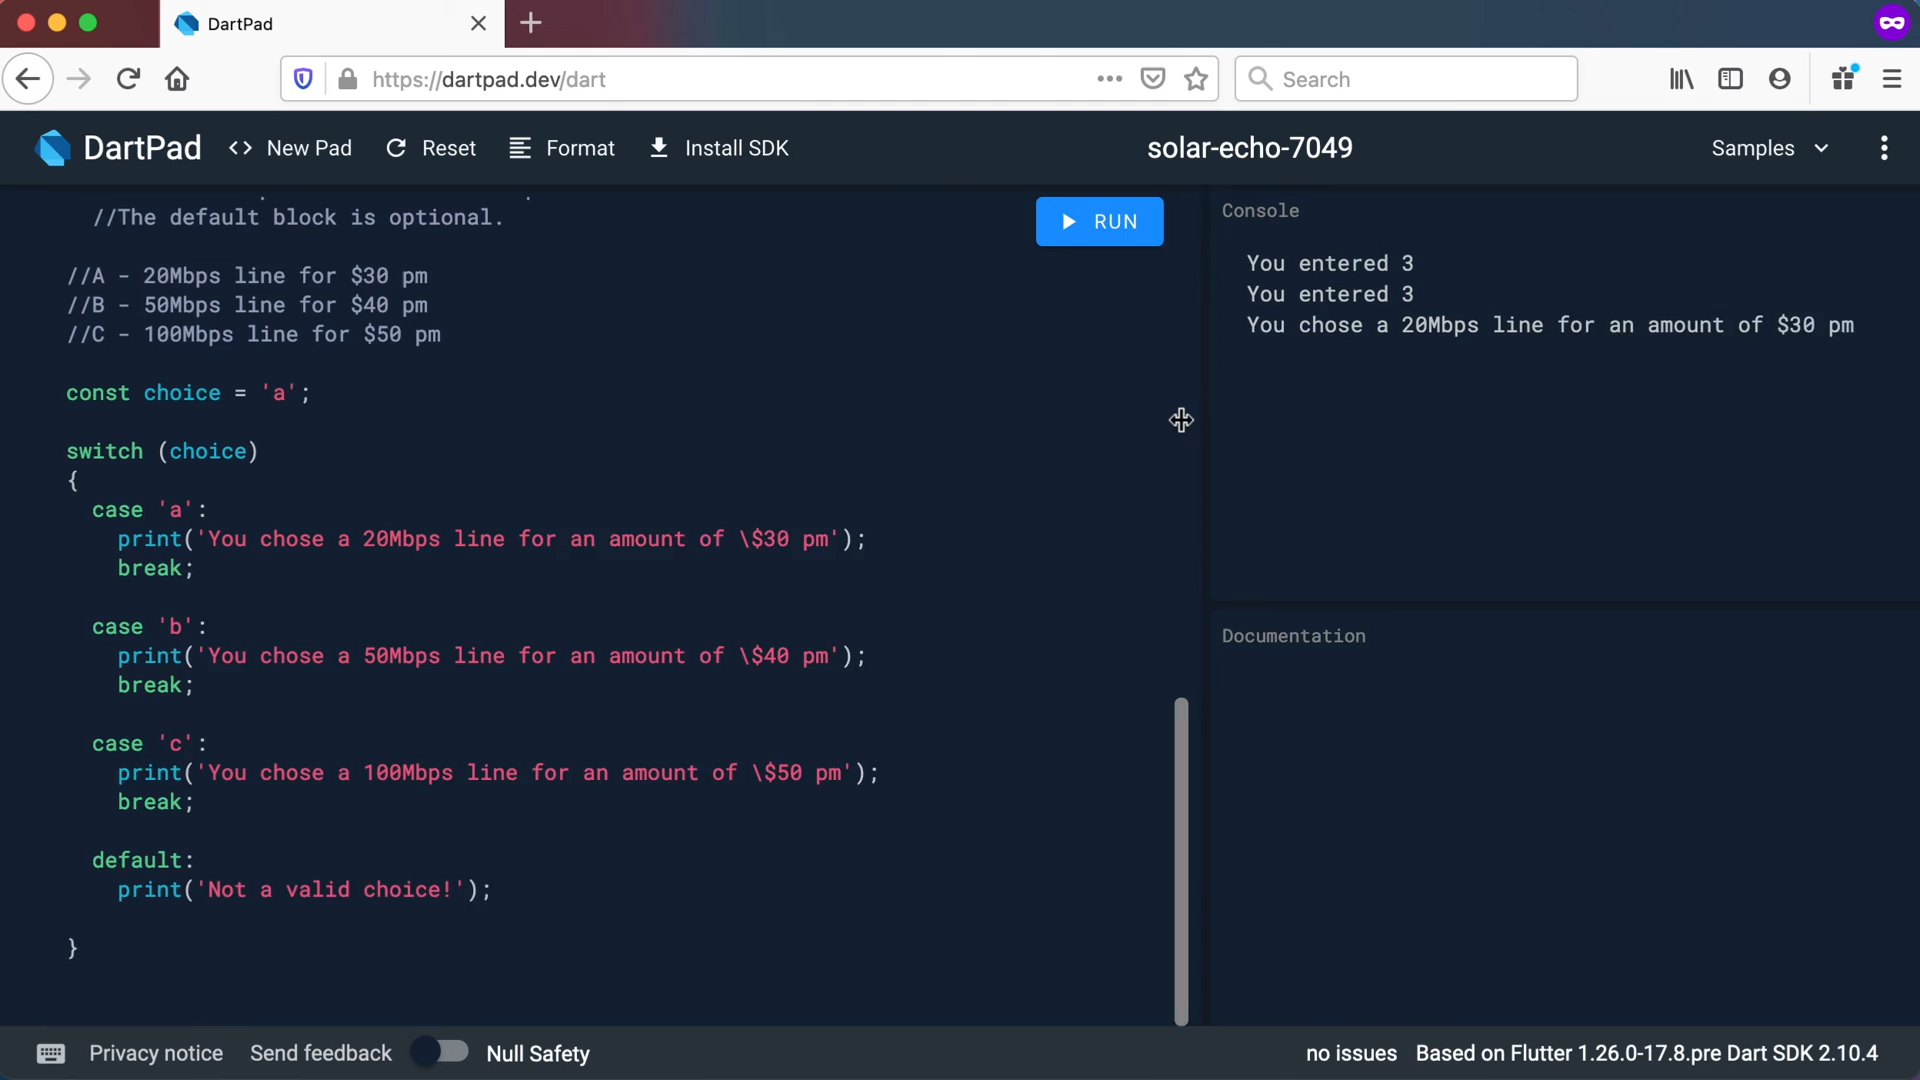 DartPad
https://dartpad.dev/dart
Search
DartPad
New Pad
Reset
Format
Install SDK
solar-echo-7049
Samples
//The default block is optional.
RUN
//A - 20Mbps line for $30 pm
//B - 50Mbps line for $40 pm
//C - 100Mbps line for $50 pm
const choice = 'a';
switch (choice)
{
case 'a':
print('You chose a 20Mbps line for an amount of \$30 pm');
break;
case 'b':
print('You chose a 50Mbps line for an amount of \$40 pm');
break;
case 'c':
print('You chose a 100Mbps line for an amount of \$50 pm');
break;
default:
print('Not a valid choice!');
}
Console
You entered 3
You entered 3
You chose a 20Mbps line for an amount of $30 pm
Documentation
Privacy notice
Send feedback
Null Safety
no issues
Based on Flutter 1.26.0-17.8.pre Dart SDK 2.10.4